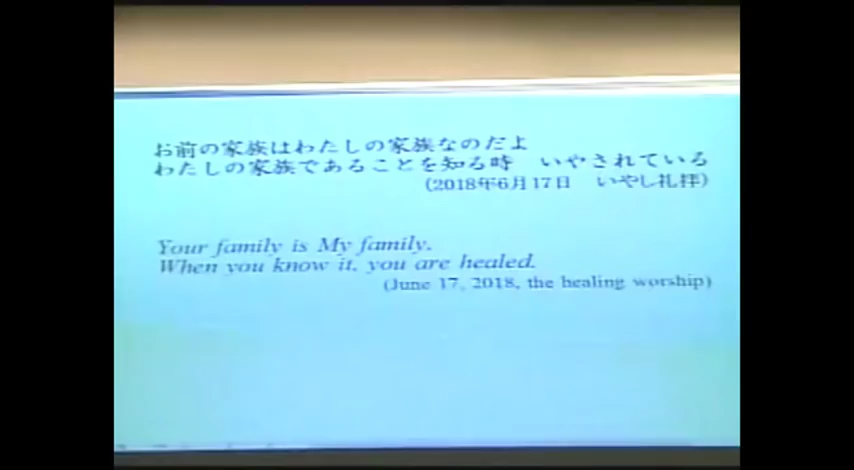 お前の家族はわたしの家族なのだよ
わたしの家族であることを知る時　いやされている
(2018年6月17日　いやし礼拝)
Your family is My family.
When you know it, you are healed.
(June 17, 2018, the healing worship)